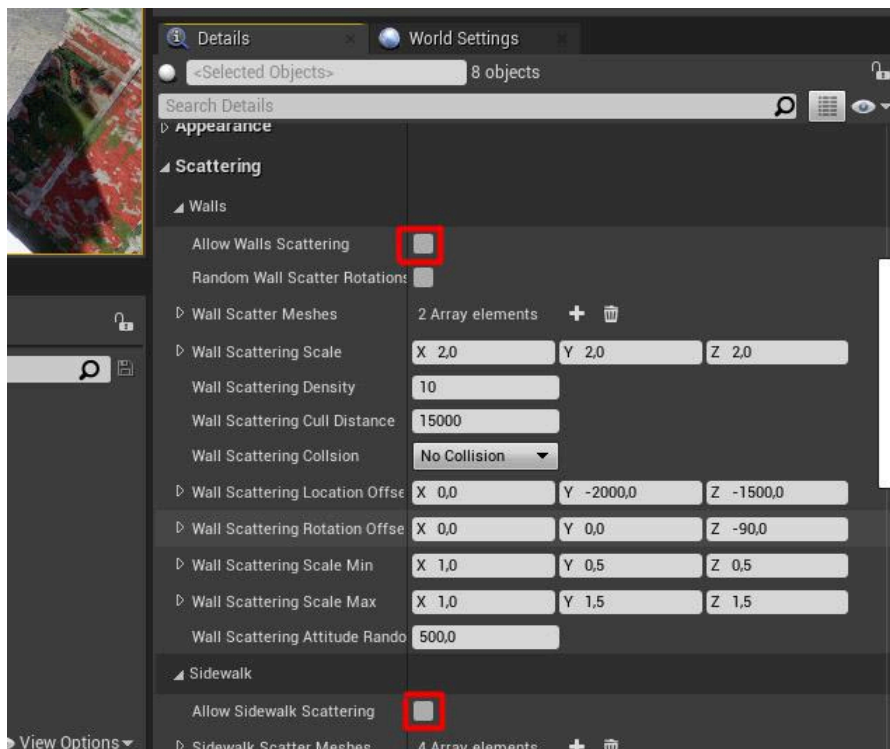 Details
World Settings
<Selected Objects>
8 objects
Search Details
Appearance
Scattering
Walls
Allow Walls Scattering
Random Wall Scatter Rotations
Wall Scatter Meshes 2 Array elements
Wall Scattering Scale X 2,0 Y 2,0 Z 2,0
Wall Scattering Density 10
Wall Scattering Cull Distance 15000
Wall Scattering Collsion No Collision
Wall Scattering Location Offse X 0,0 Y -2000,0 Z -1500,0
Wall Scattering Rotation Offse X 0,0 Y 0,0 Z -90,0
Wall Scattering Scale Min X 1,0 Y 0,5 Z 0,5
Wall Scattering Scale Max X 1,0 Y 1,5 Z 1,5
Wall Scattering Attitude Rando 500,0
Sidewalk
Allow Sidewalk Scattering
View Options
Sidewalk Scatter Meshes 4 Array elements